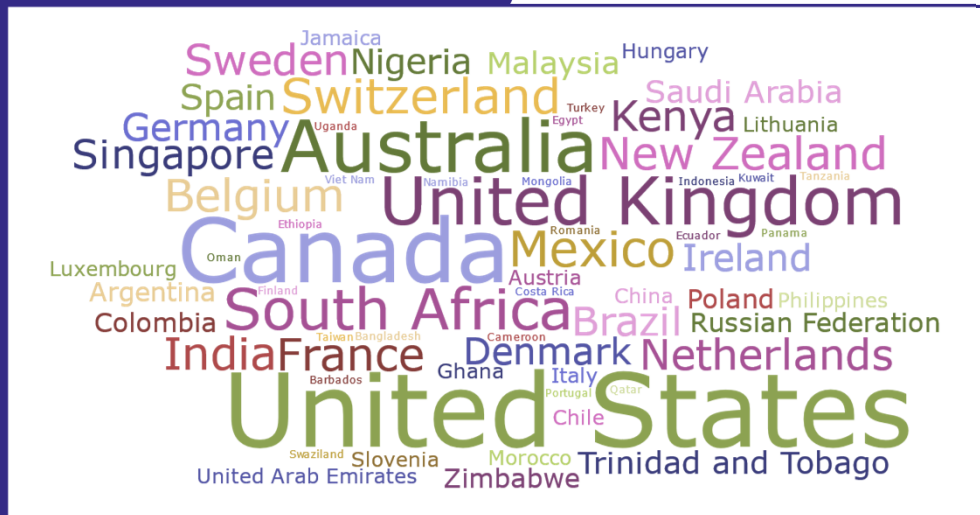 Jamaica
Sweden Nigeria Malaysia Hungary
Spain Switzerland Turkey Saudi Arabia
Germany Uganda Australia Egypt Kenya Lithuania
Singapore New Zealand
Belgium Viet Nam Namibia United Kingdom Mongolia Indonesia Kuwait Tanzania
Canada Ethiopia Mexico Romania Ecuador Panama
Oman Ireland
Luxembourg Austria
Argentina Finland South Africa Costa Rica China Poland Philippines
Colombia Brazil Russian Federation
India France Taiwan Bangladesh Cameroon Denmark Netherlands
Barbados Ghana Italy
United States Portugal Qatar
Chile
Swaziland Slovenia Morocco Trinidad and Tobago
United Arab Emirates Zimbabwe